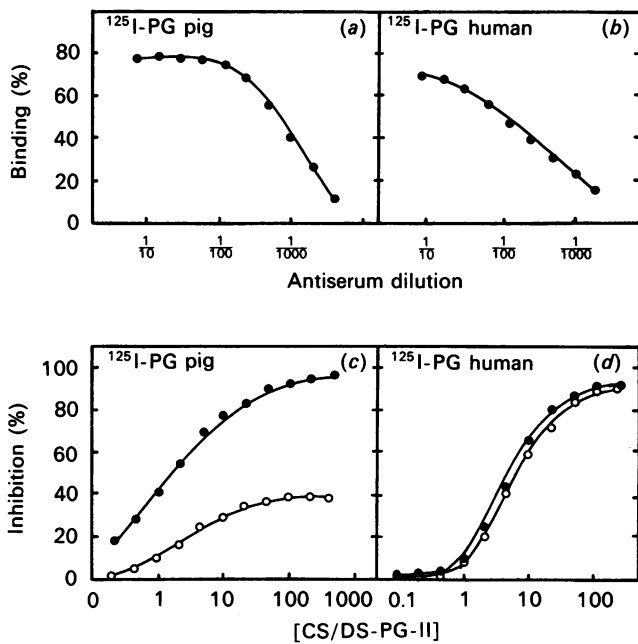 125I-PG pig (a) 125I-PG human (b)
80
60
40
20
0
Binding (%)
1/10 1/100 1/1000 1/10 1/100 1/1000
Antiserum dilution
125I-PG pig (c) 125I-PG human (d)
100
80
60
40
20
0
Inhibition (%)
0 1 10 100 1000 0.1 1 10 100
[CS/DS-PG-II]